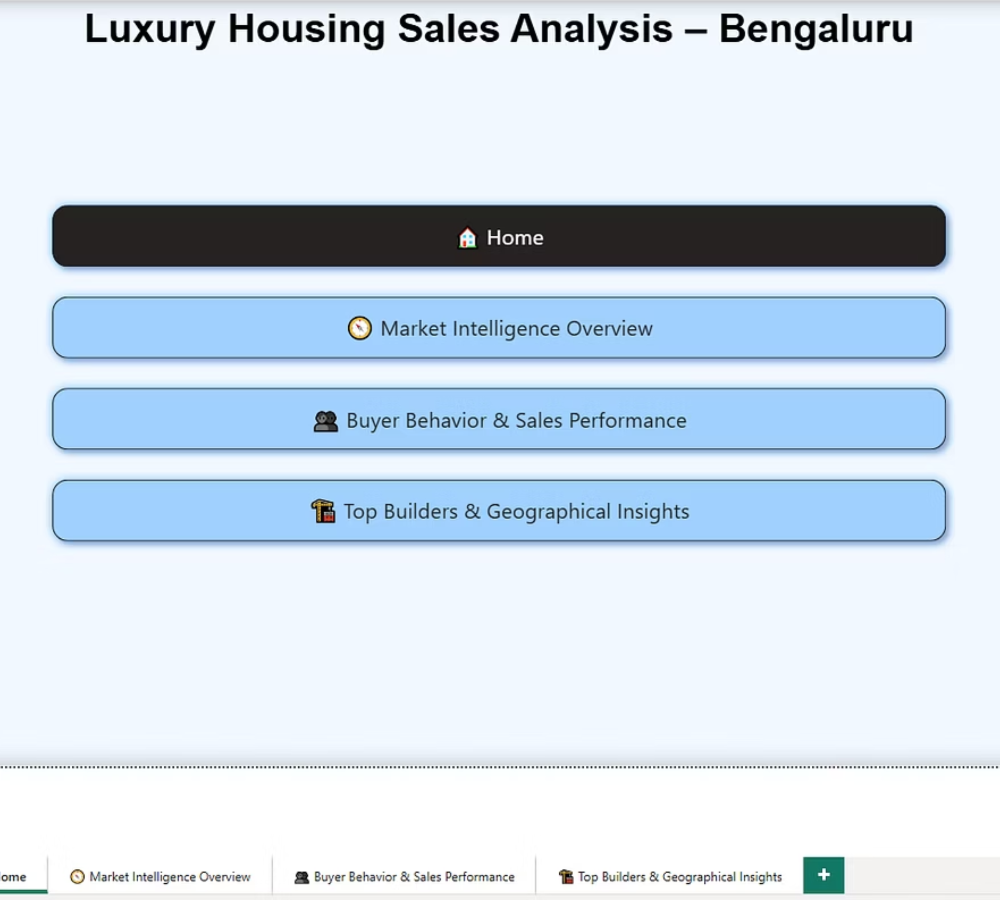 Luxury Housing Sales Analysis – Bengaluru
Home
Market Intelligence Overview
Buyer Behavior & Sales Performance
Top Builders & Geographical Insights
ome Market Intelligence Overview Buyer Behavior & Sales Performance Top Builders & Geographical Insights +